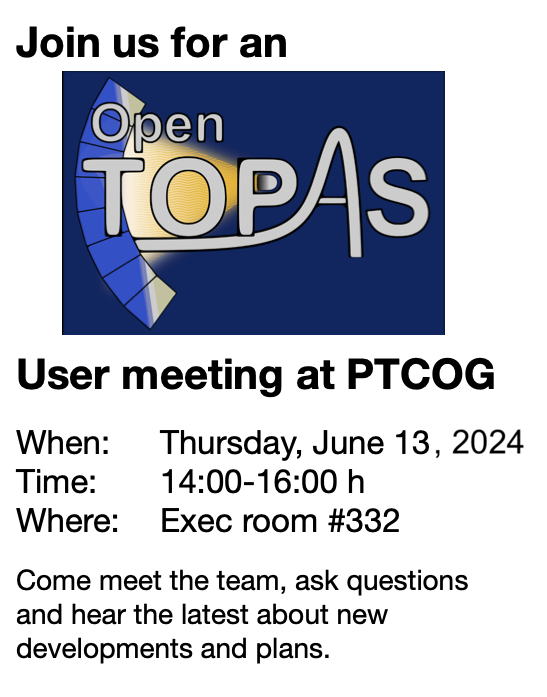 Join us for an
Open
TOPAS
User meeting at PTCOG
When: Thursday, June 13, 2024
Time: 14:00-16:00 h
Where: Exec room #332
Come meet the team, ask questions
and hear the latest about new
developments and plans.